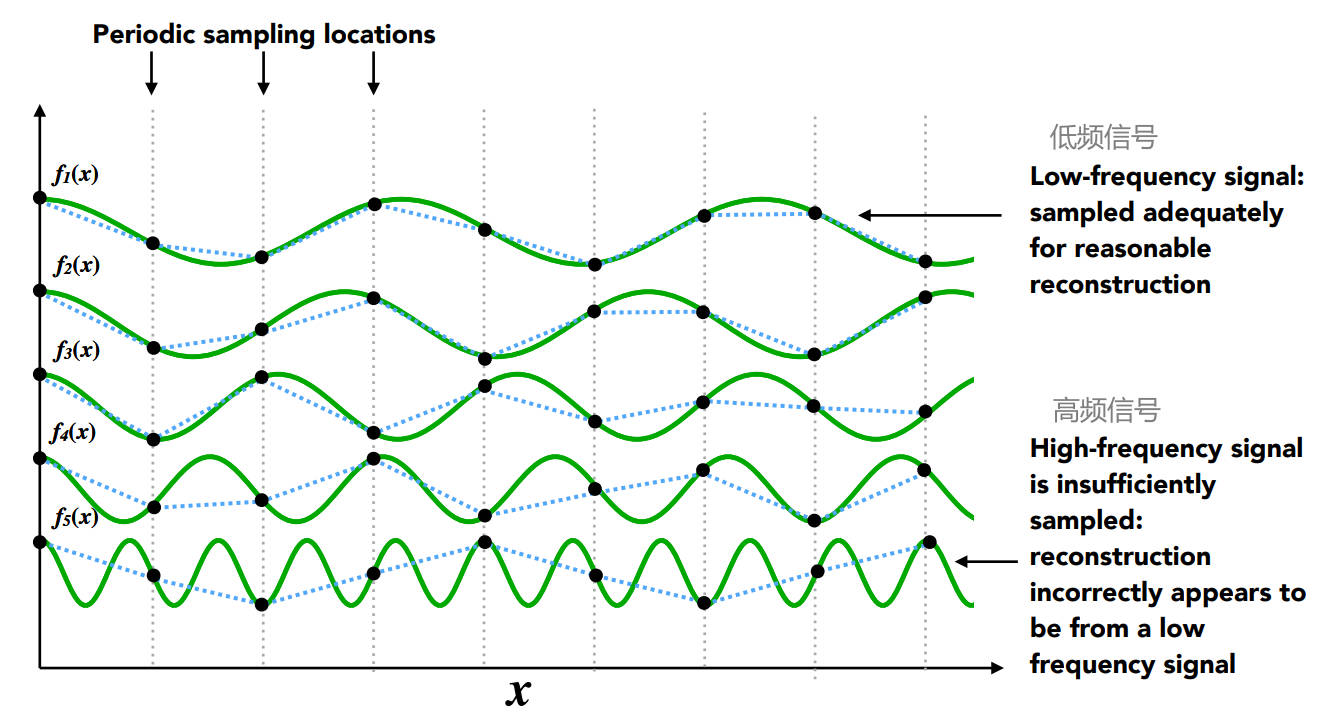 Periodic sampling locations
f1(x)
f2(x)
f3(x)
f4(x)
f5(x)
x
低频信号
Low-frequency signal:
sampled adequately
for reasonable
reconstruction
高频信号
High-frequency signal
is insufficiently
sampled:
reconstruction
incorrectly appears to
be from a low
frequency signal